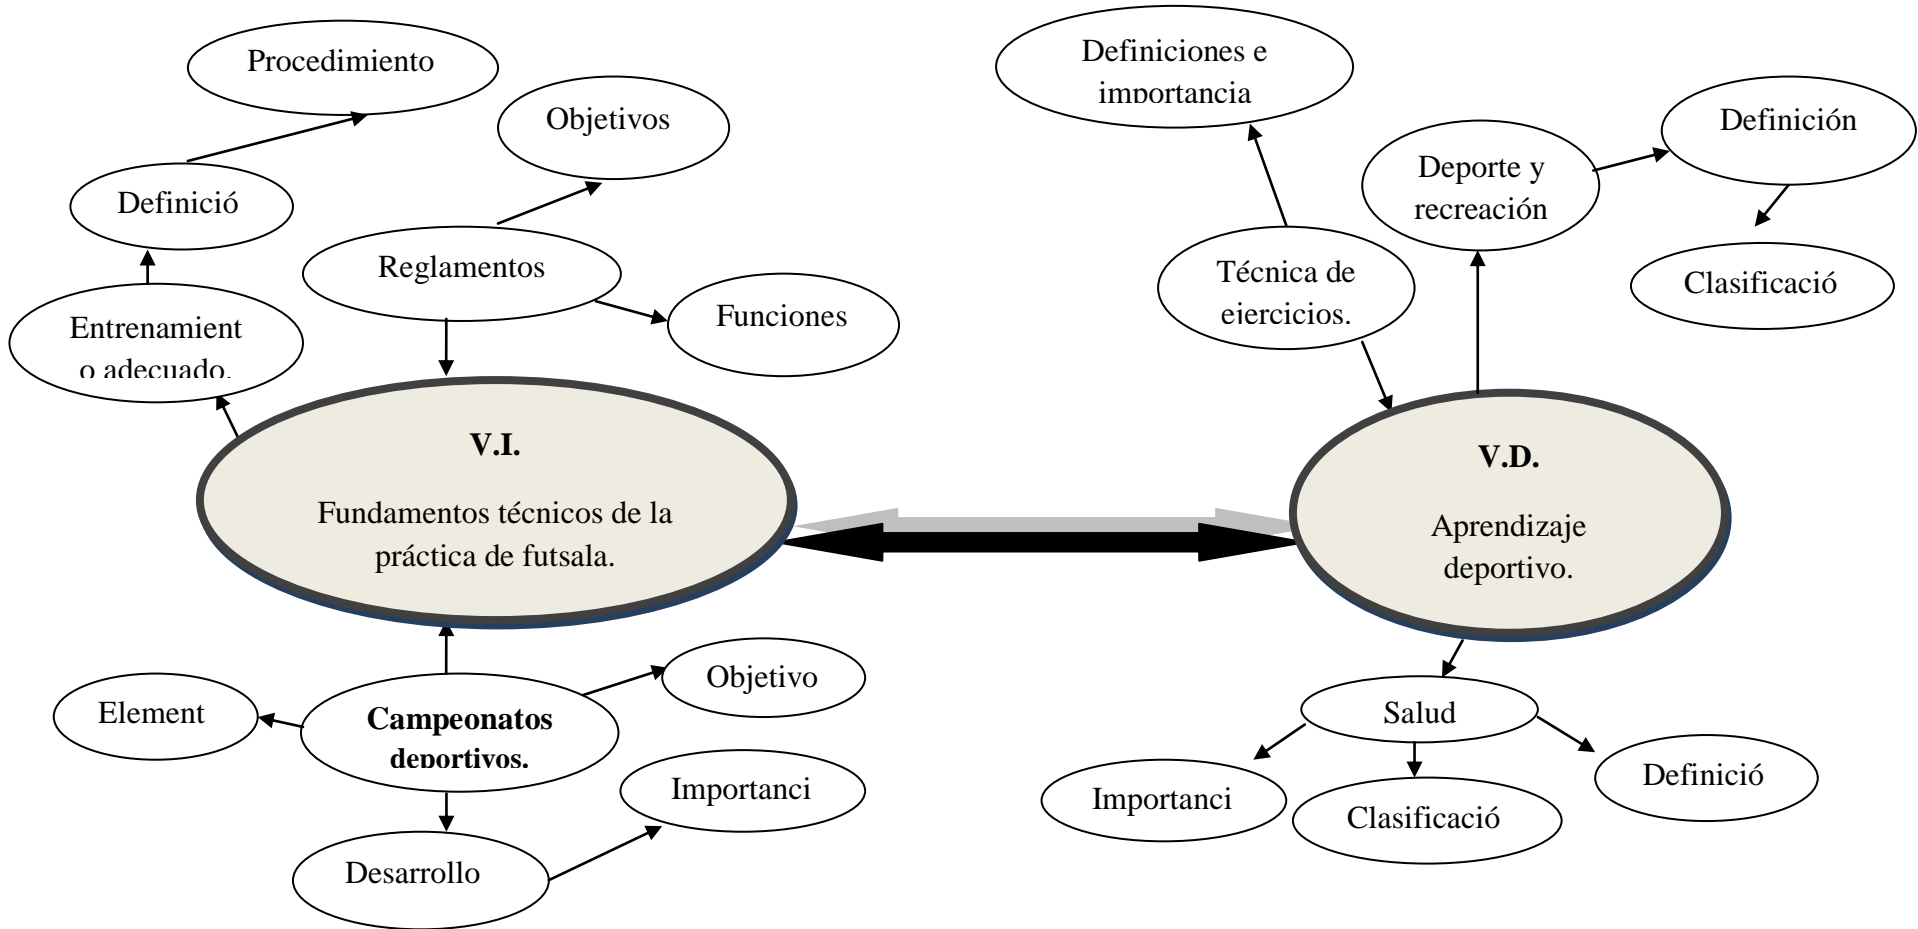 Procedimiento
Objetivos
Definició
Reglamentos
Funciones
Entrenamient
o adecuado.
V.I.
Fundamentos técnicos de la
práctica de futsala.
Element
Campeonatos
deportivos.
Objetivo
Importanci
Desarrollo
Definiciones e
importancia
Deporte y
recreación
Definición
Técnica de
ejercicios.
Clasificació
V.D.
Aprendizaje
deportivo.
Salud
Importanci
Clasificació
Definició